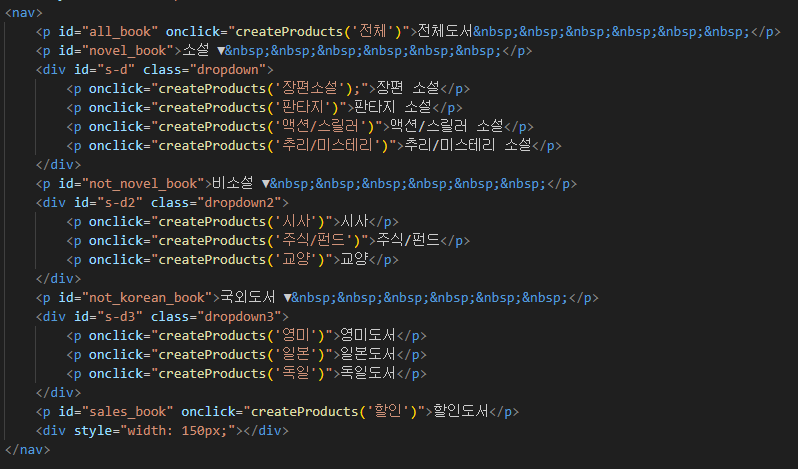 <nav>
<p id="all_book" onclick="createProducts('전체')">전체도서&nbsp;&nbsp;&nbsp;&nbsp;&nbsp;&nbsp;</p>
<p id="novel_book">소설 ▼&nbsp;&nbsp;&nbsp;&nbsp;&nbsp;&nbsp;</p>
<div id="s-d" class="dropdown">
<p onclick="createProducts('장편소설');">장편 소설</p>
<p onclick="createProducts('판타지')">판타지 소설</p>
<p onclick="createProducts('액션/스릴러')">액션/스릴러 소설</p>
<p onclick="createProducts('추리/미스테리')">추리/미스테리 소설</p>
</div>
<p id="not_novel_book">비소설 ▼&nbsp;&nbsp;&nbsp;&nbsp;&nbsp;&nbsp;</p>
<div id="s-d2" class="dropdown2">
<p onclick="createProducts('시사')">시사</p>
<p onclick="createProducts('주식/펀드')">주식/펀드</p>
<p onclick="createProducts('교양')">교양</p>
</div>
<p id="not_korean_book">국외도서 ▼&nbsp;&nbsp;&nbsp;&nbsp;&nbsp;&nbsp;</p>
<div id="s-d3" class="dropdown3">
<p onclick="createProducts('영미')">영미도서</p>
<p onclick="createProducts('일본')">일본도서</p>
<p onclick="createProducts('독일')">독일도서</p>
</div>
<p id="sales_book" onclick="createProducts('할인')">할인도서</p>
<div style="width: 150px;"></div>
</nav>